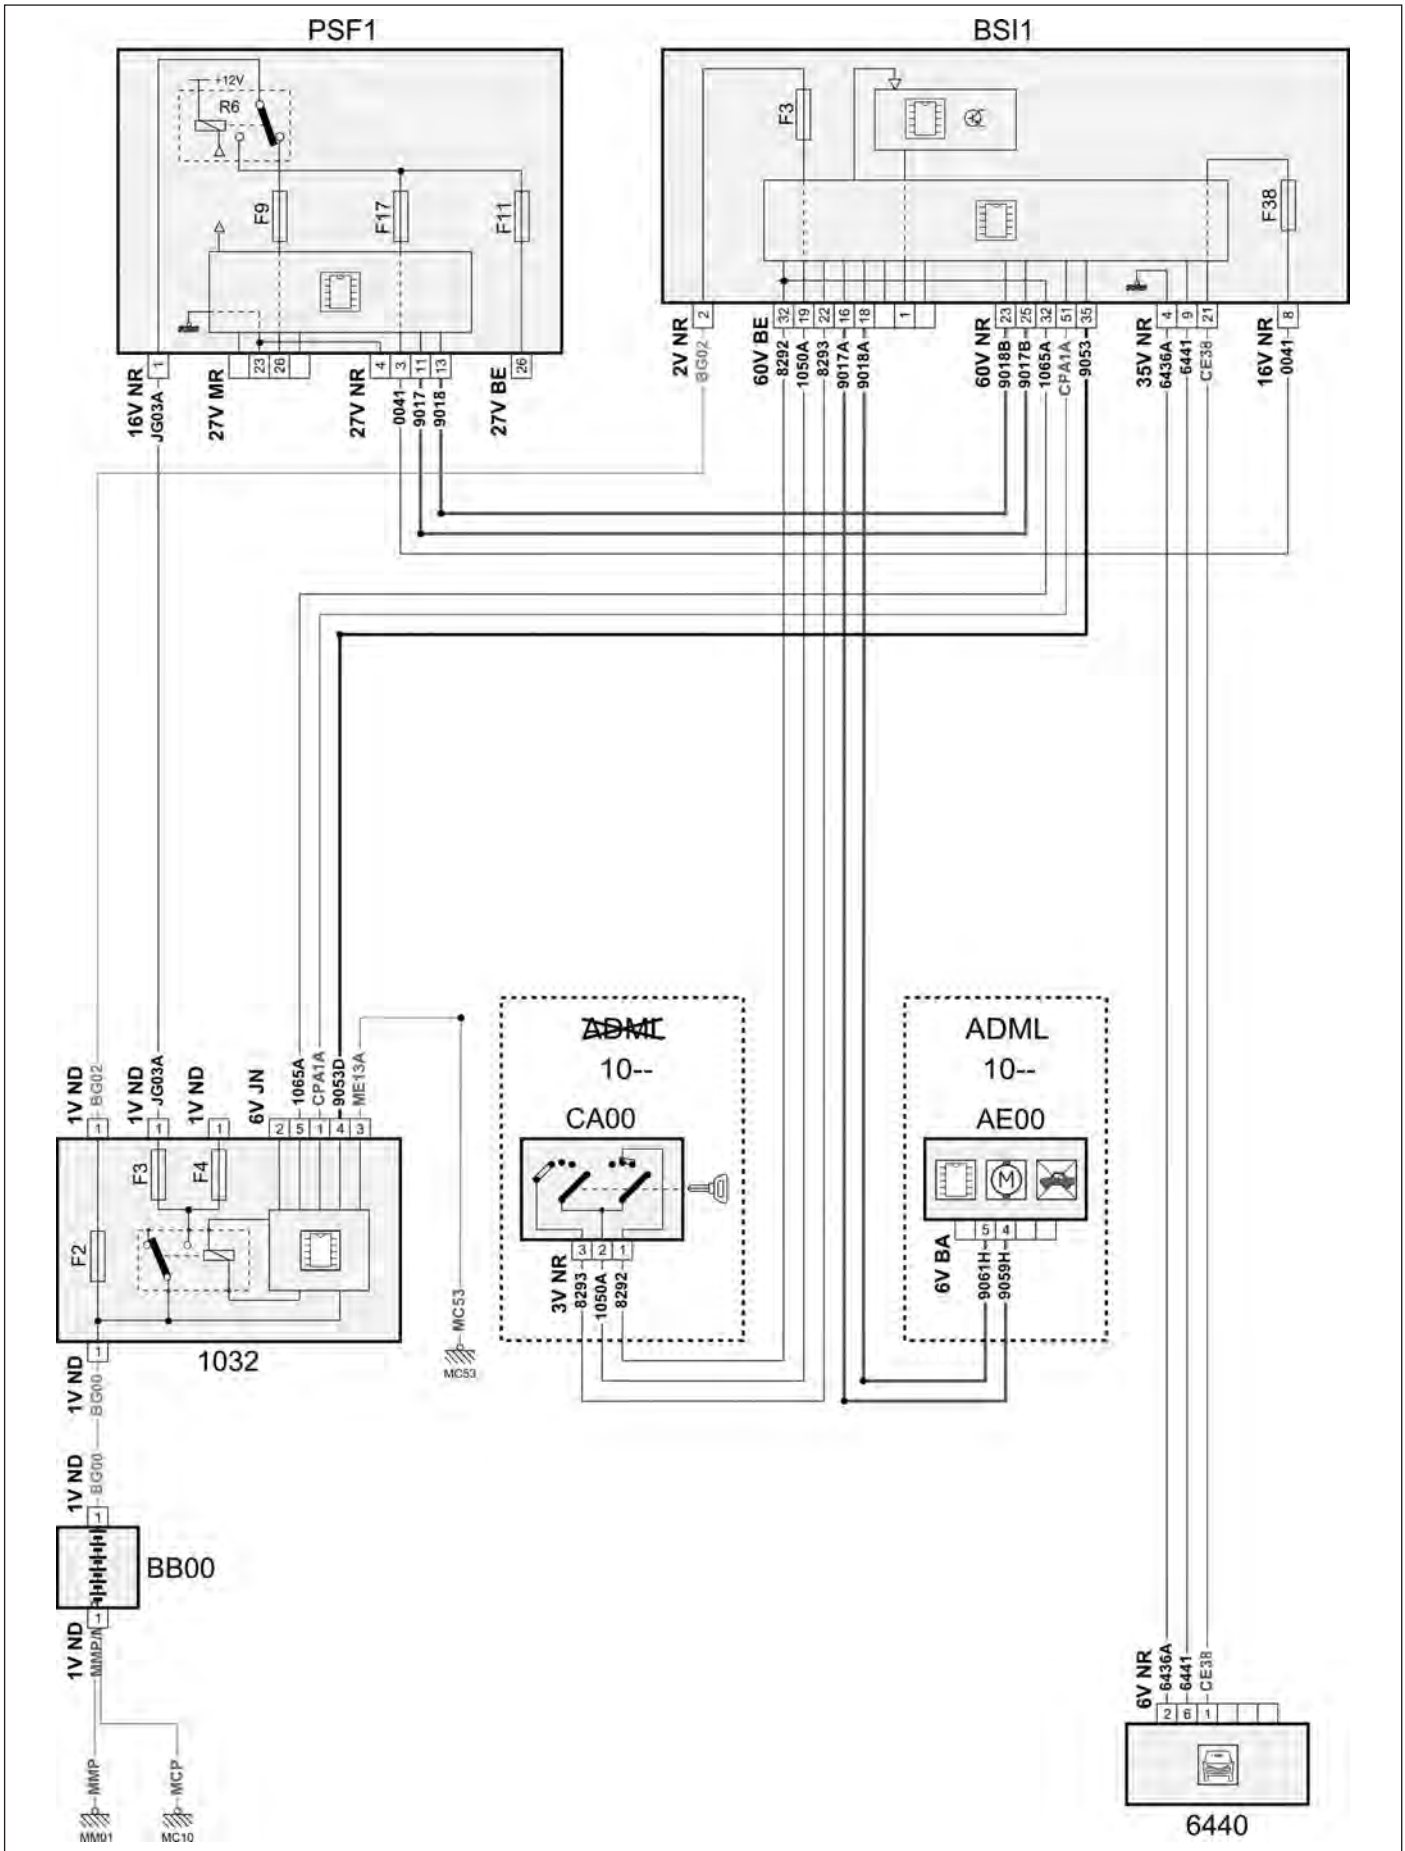 PSF1
BSI1
+12V
R6
F9
F17
F11
F3
F38
1
23
26
4
3
11
13
26
16V NR
JG03A
27V MR
27V NR
0041
9017
9018
27V BE
2
32
19
22
16
18
1
23
25
32
51
35
4
9
21
8
2V NR
BG02
60V BE
8292
1050A
8293
9017A
9018A
60V NR
9018B
9017B
1065A
CPA1A
9053
35V NR
6436A
6441
CE38
16V NR
0041
ADML
10--
CA00
ADML
10--
AE00
1V ND
BG02
1V ND
JG03A
1V ND
6V JN
1065A
CPA1A
9053D
ME13A
1
1
1
2
5
1
4
3
F3
F4
F2
1
1032
M
3
2
1
3V NR
8293
1050A
8292
5
4
6V BA
9061H
9059H
MC53
MC53
1V ND
BG00
1V ND
BG00
1
BB00
1
1V ND
MMP
MCP
MM01
MC10
6V NR
6436A
6441
CE38
2
6
1
6440